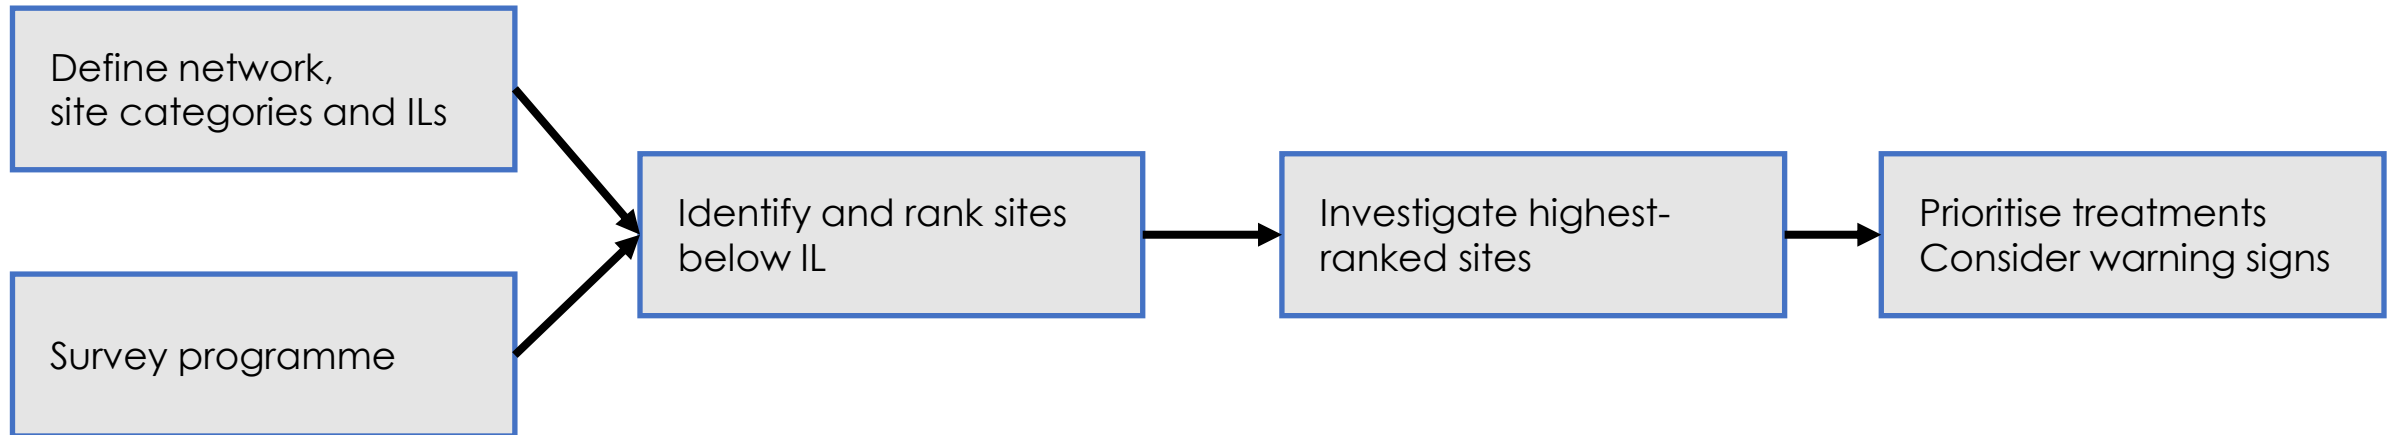 Define network,
site categories and ILs
Survey programme
Identify and rank sites
below IL
Investigate highest-
ranked sites
Prioritise treatments
Consider warning signs